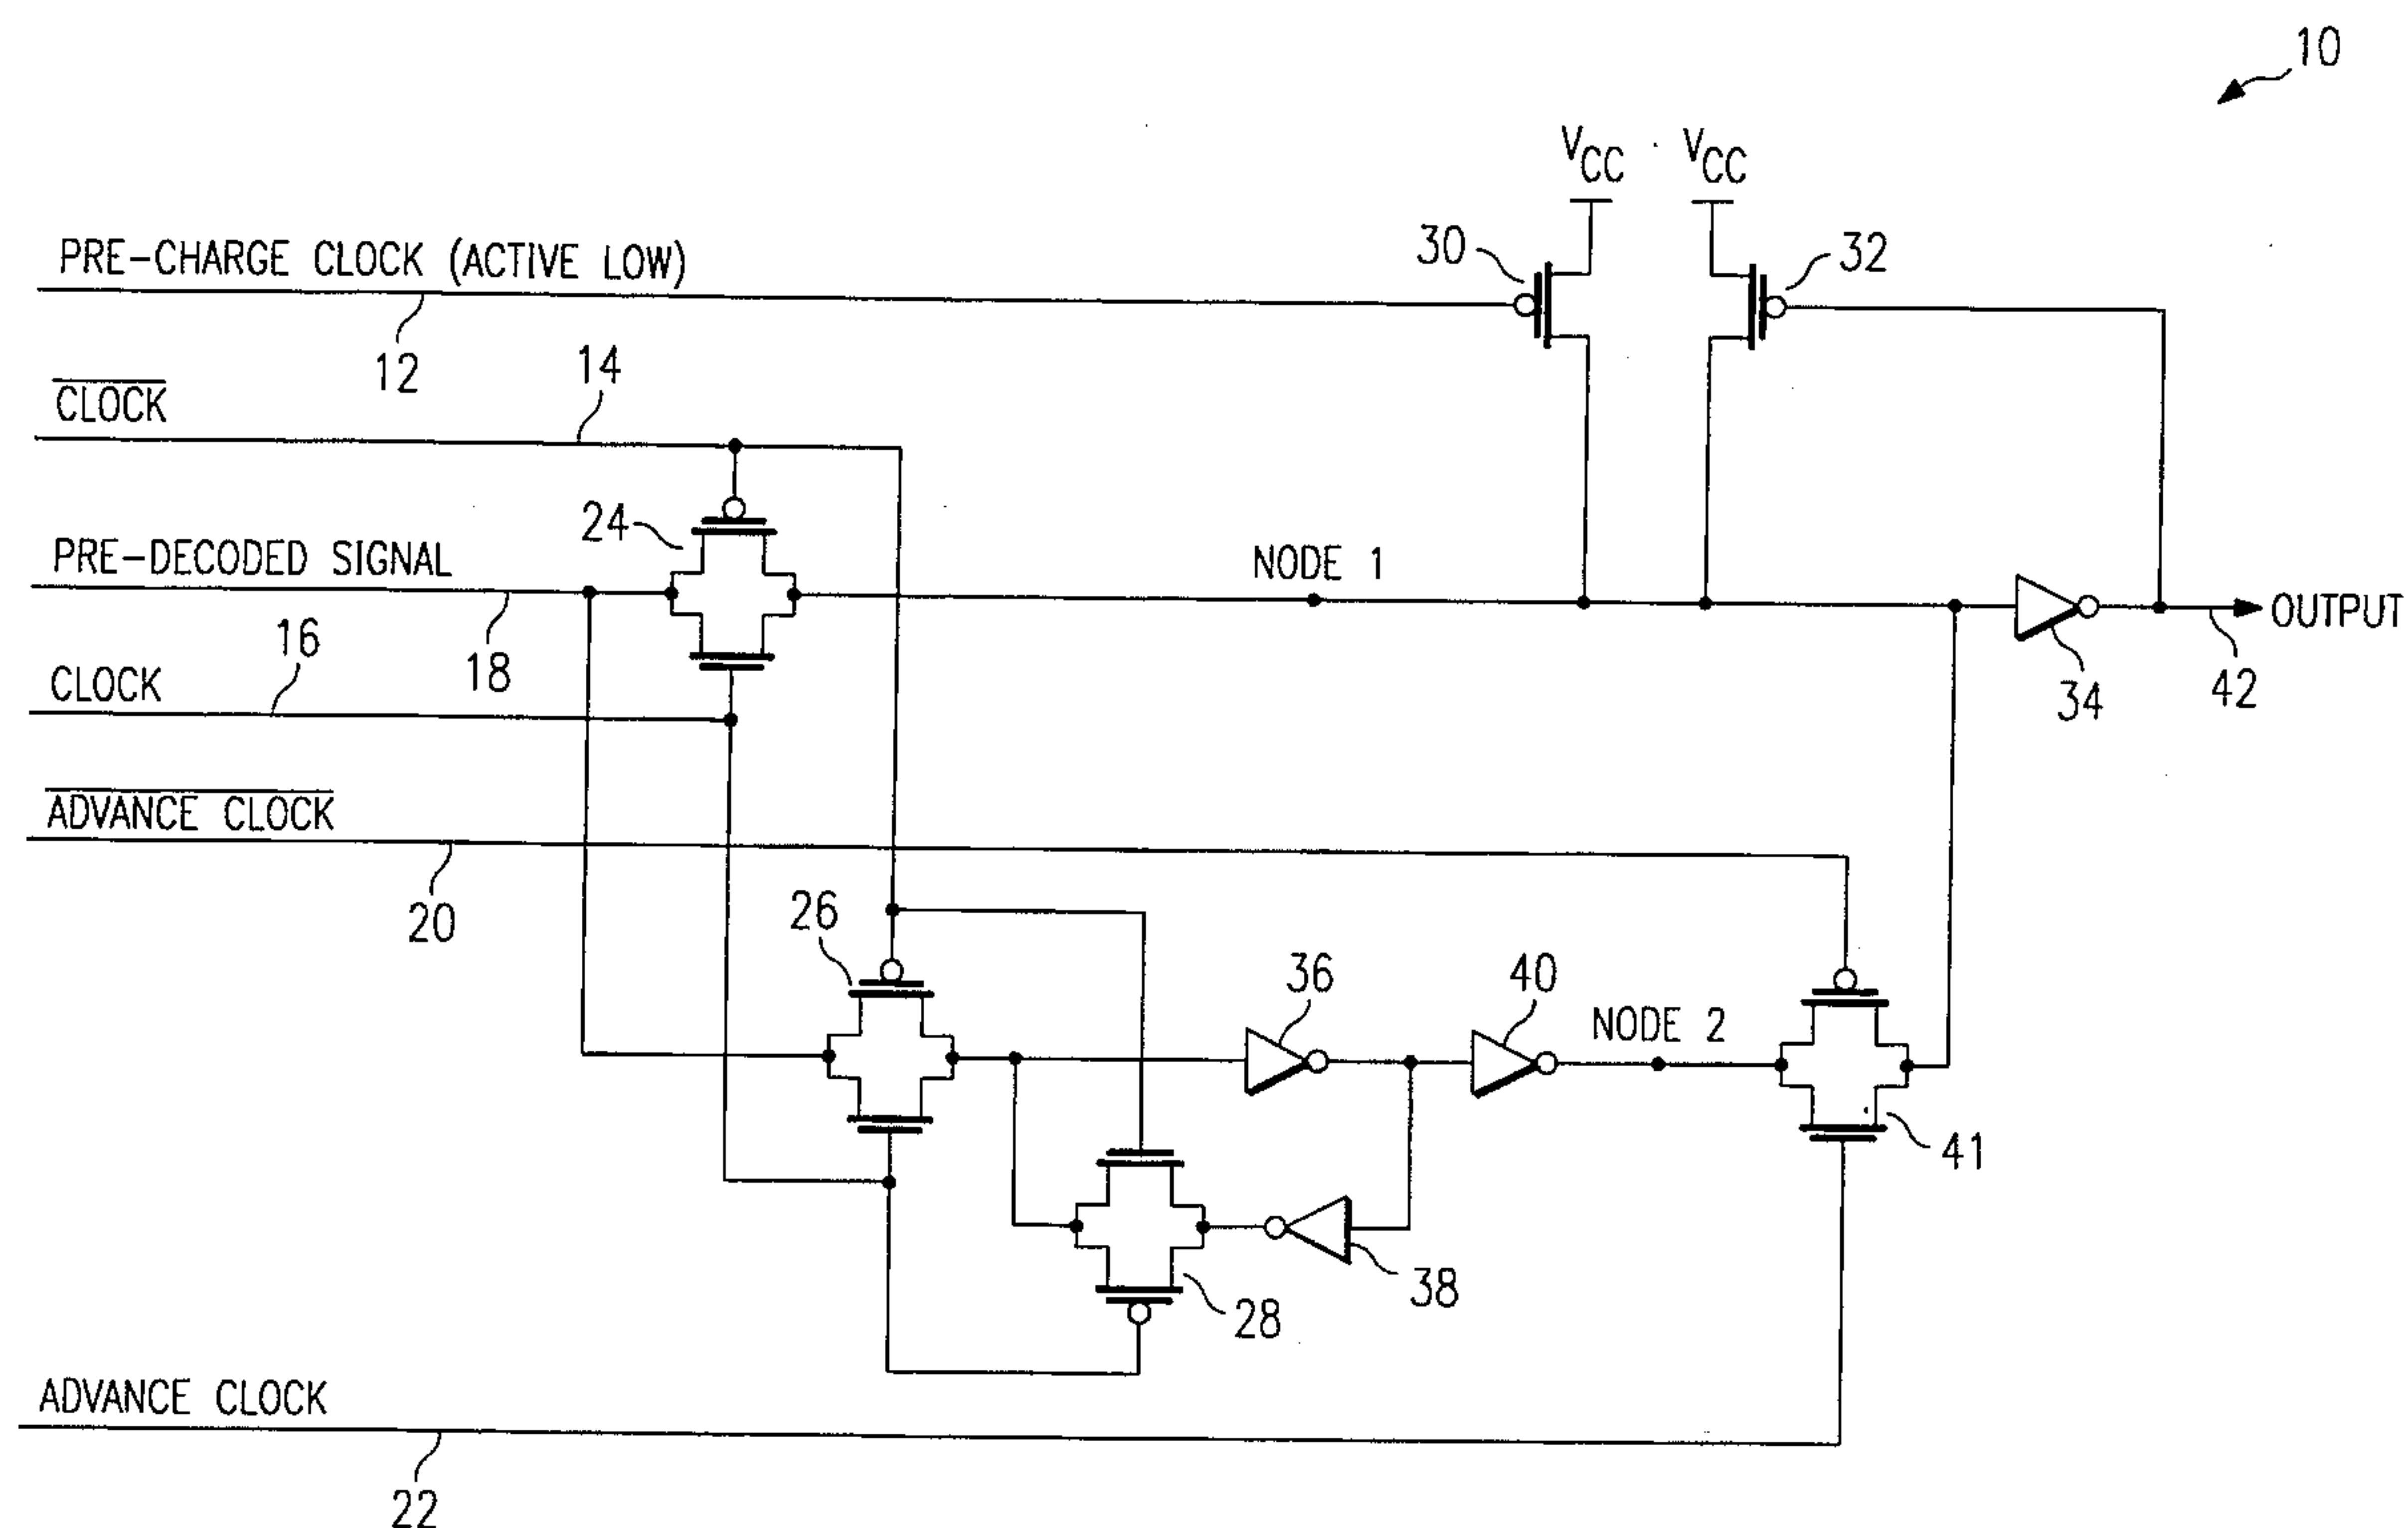 10
VCC VCC
30 32
PRE-CHARGE CLOCK (ACTIVE LOW)
12
14
CLOCK
24
PRE-DECODED SIGNAL
NODE 1
OUTPUT
16
18
CLOCK
34
42
ADVANCE CLOCK
20
26
36
40
NODE 2
41
38
28
ADVANCE CLOCK
22